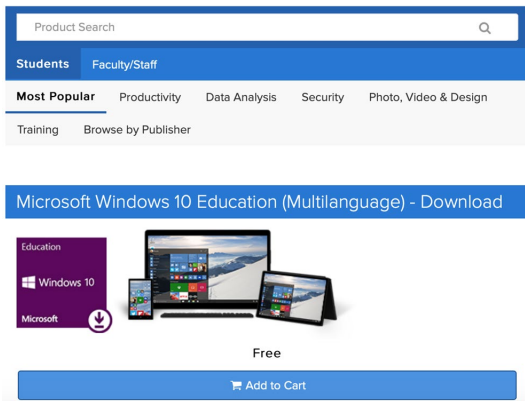 Product Search
Students Faculty/Staff
Most Popular Productivity Data Analysis Security Photo, Video & Design
Training Browse by Publisher
Microsoft Windows 10 Education (Multilanguage) - Download
Education
Windows 10
Microsoft
Free
Add to Cart